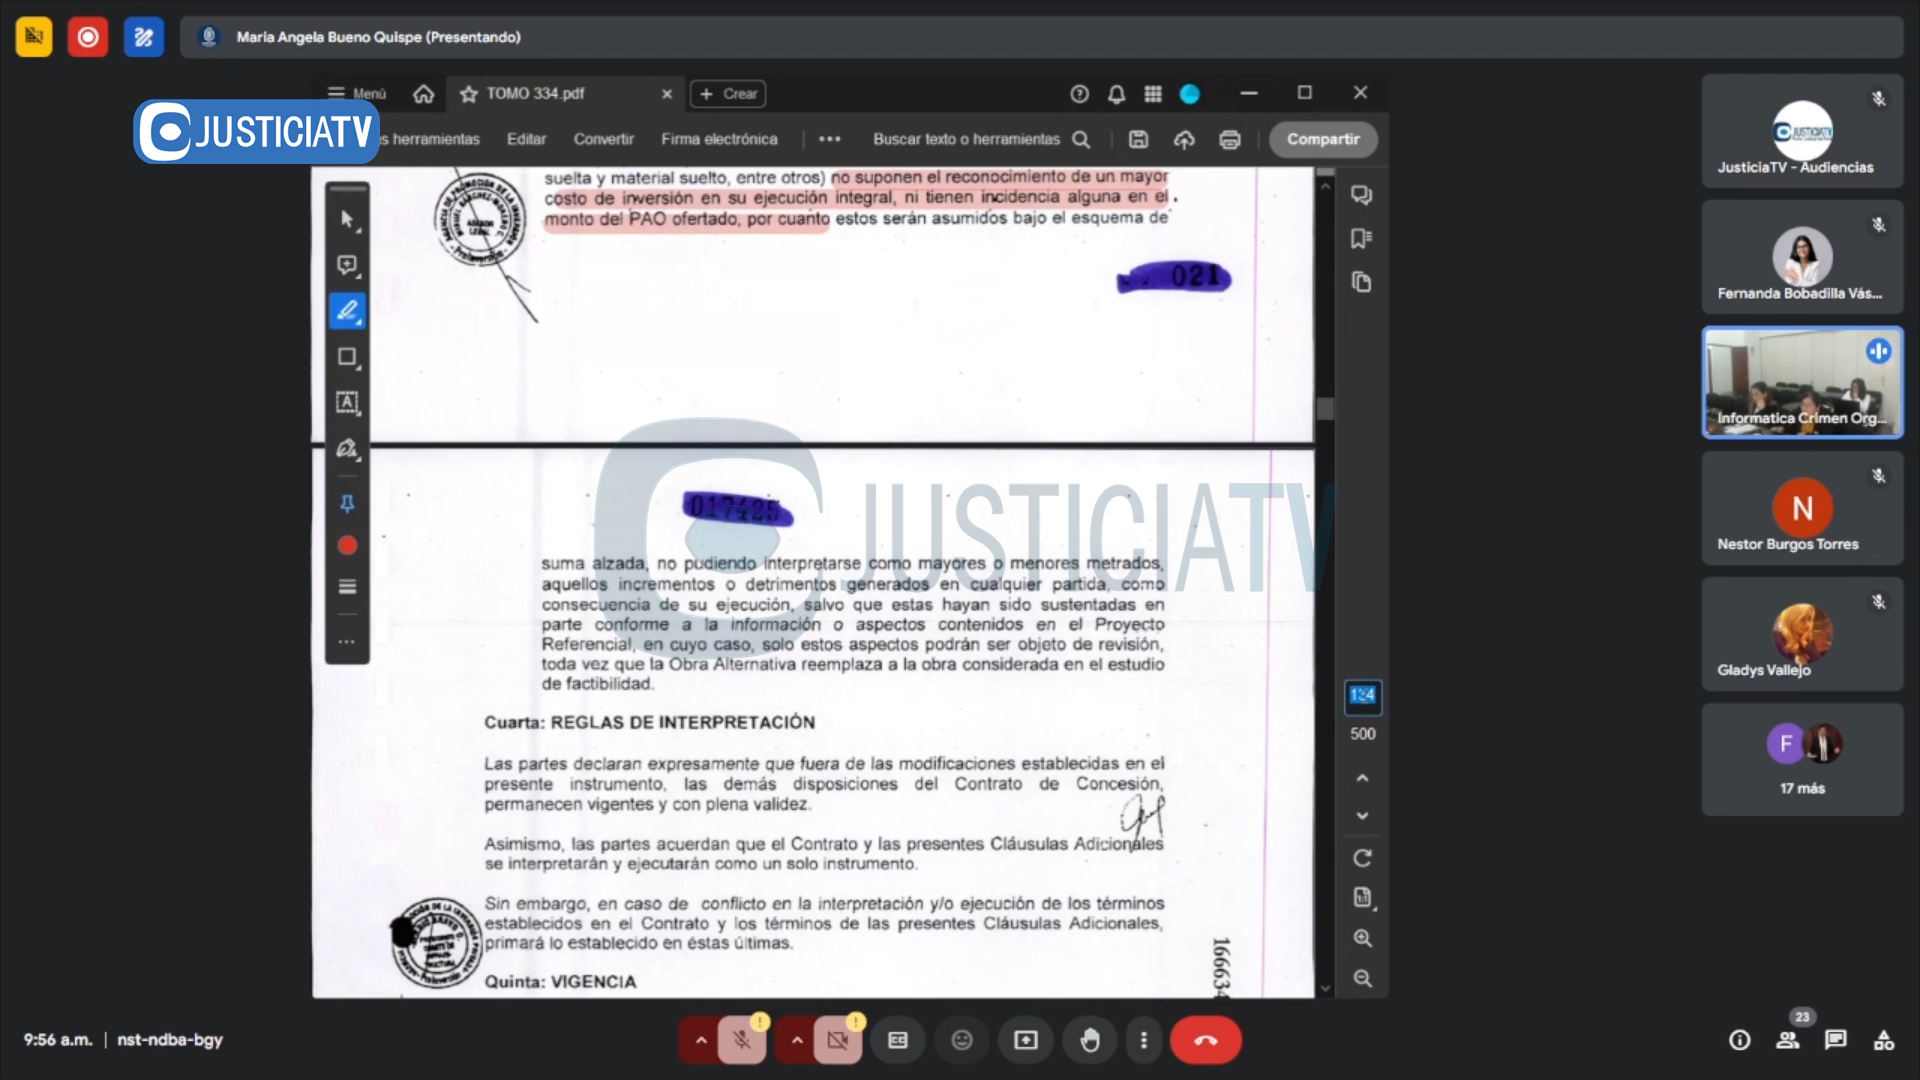 Maria Angela Bueno Quispe (Presentando)
Menú
TOMO 334.pdf
Crear
JUSTICIATV
s herramientas
Editar
Convertir
Firma electrónica
Buscar texto o herramientas
Compartir
suelta y material suelto, entre otros) no suponen el reconocimiento de un mayor
costo de inversión en su ejecución integral, ni tienen incidencia alguna en el
monto del PAO ofertado, por cuanto estos serán asumidos bajo el esquema de
021
017425
JUSTICIATV
suma alzada, no pudiendo interpretarse como mayores o menores metrados,
aquellos incrementos o detrimentos generados en cualquier partida, como
consecuencia de su ejecución, salvo que estas hayan sido sustentadas en
parte conforme a la información o aspectos contenidos en el Proyecto
Referencial, en cuyo caso, solo estos aspectos podrán ser objeto de revisión,
toda vez que la Obra Alternativa reemplaza a la obra considerada en el estudio
de factibilidad.
Cuarta: REGLAS DE INTERPRETACIÓN
Las partes declaran expresamente que fuera de las modificaciones establecidas en el
presente instrumento, las demás disposiciones del Contrato de Concesión,
permanecen vigentes y con plena validez.
Asimismo, las partes acuerdan que el Contrato y las presentes Cláusulas Adicionales
se interpretarán y ejecutarán como un solo instrumento.
Sin embargo, en caso de conflicto en la interpretación y/o ejecución de los términos
establecidos en el Contrato y los términos de las presentes Cláusulas Adicionales,
primará lo establecido en éstas últimas.
Quinta: VIGENCIA
166634
134
500
JUSTICIATV
JusticiaTV - Audiencias
Fernanda Bobadilla Vás...
Informatica Crimen Org...
N
Nestor Burgos Torres
Gladys Vallejo
F
17 más
9:56 a.m. | nst-ndba-bgy
23